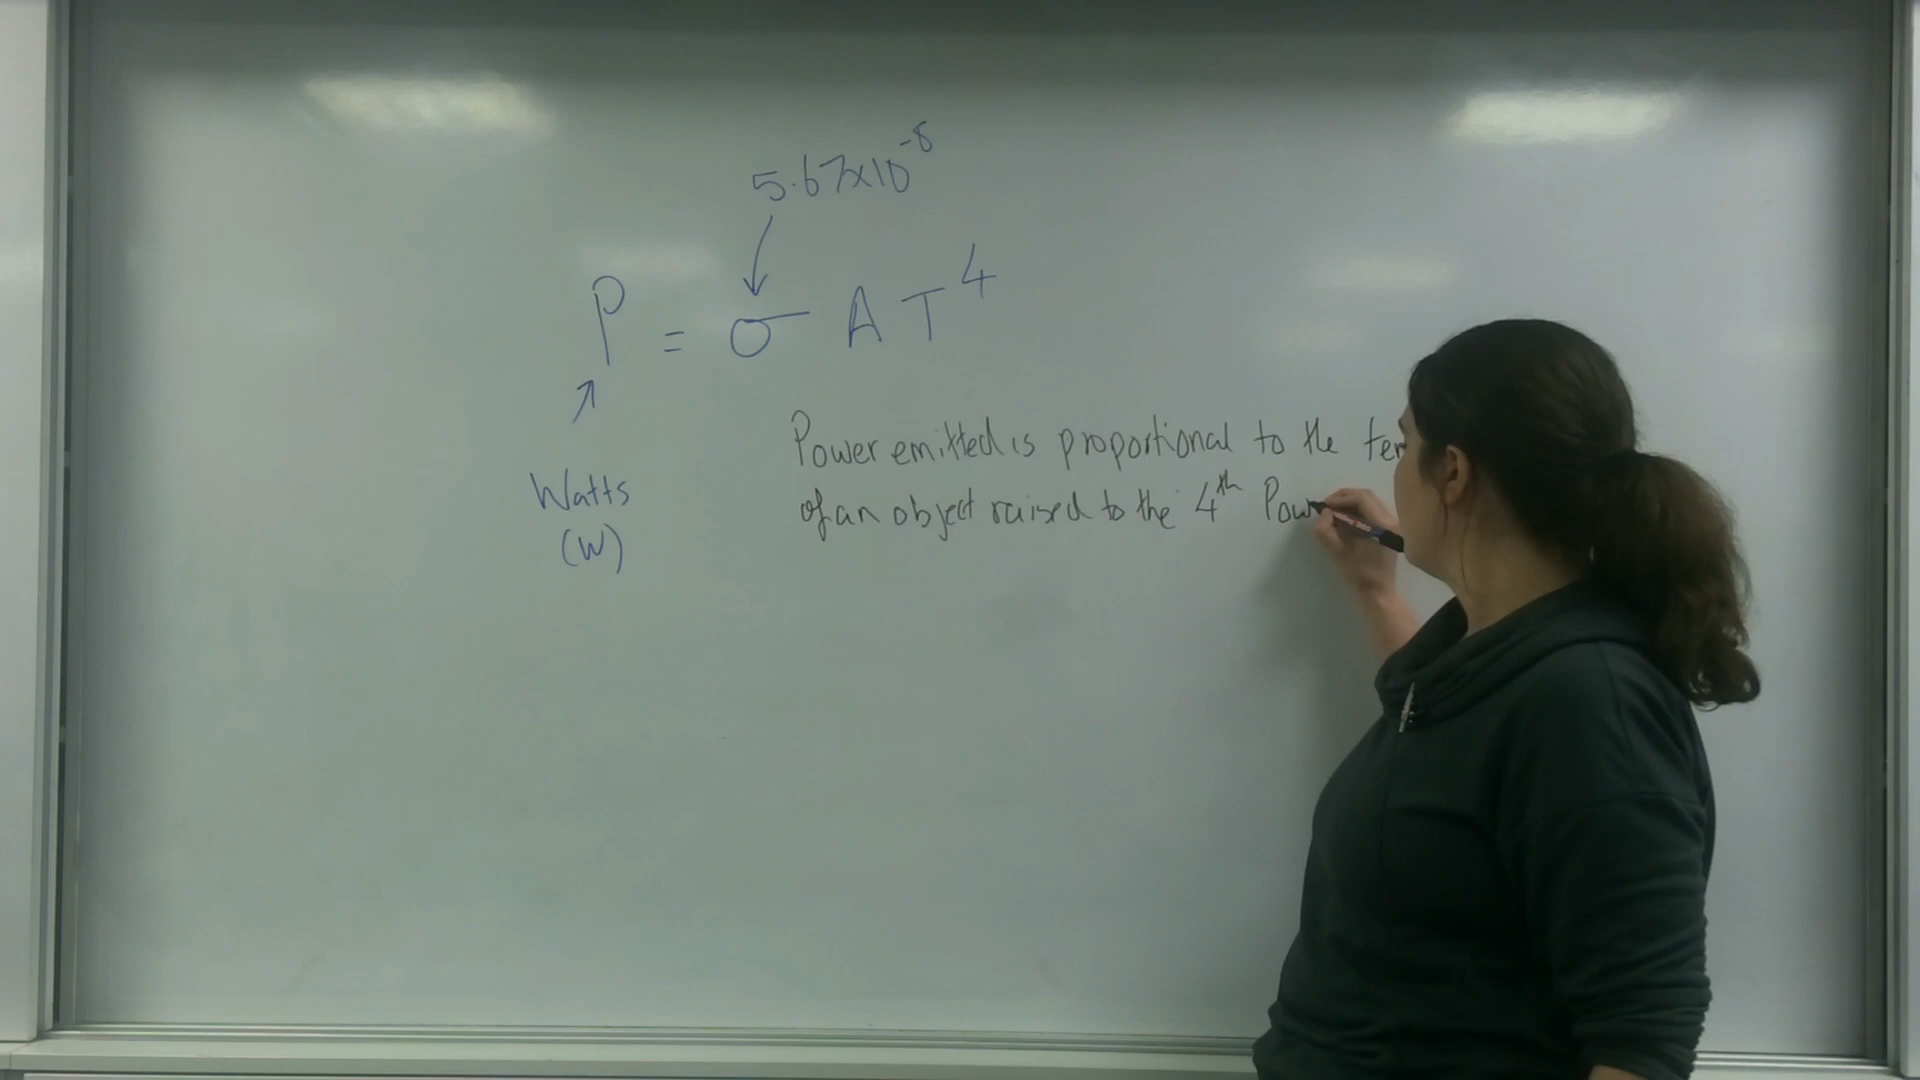 5.67x10^-8
P = σ A T^4
Watts
(W)
Power emitted is proportional to the
of an object raised to the 4th